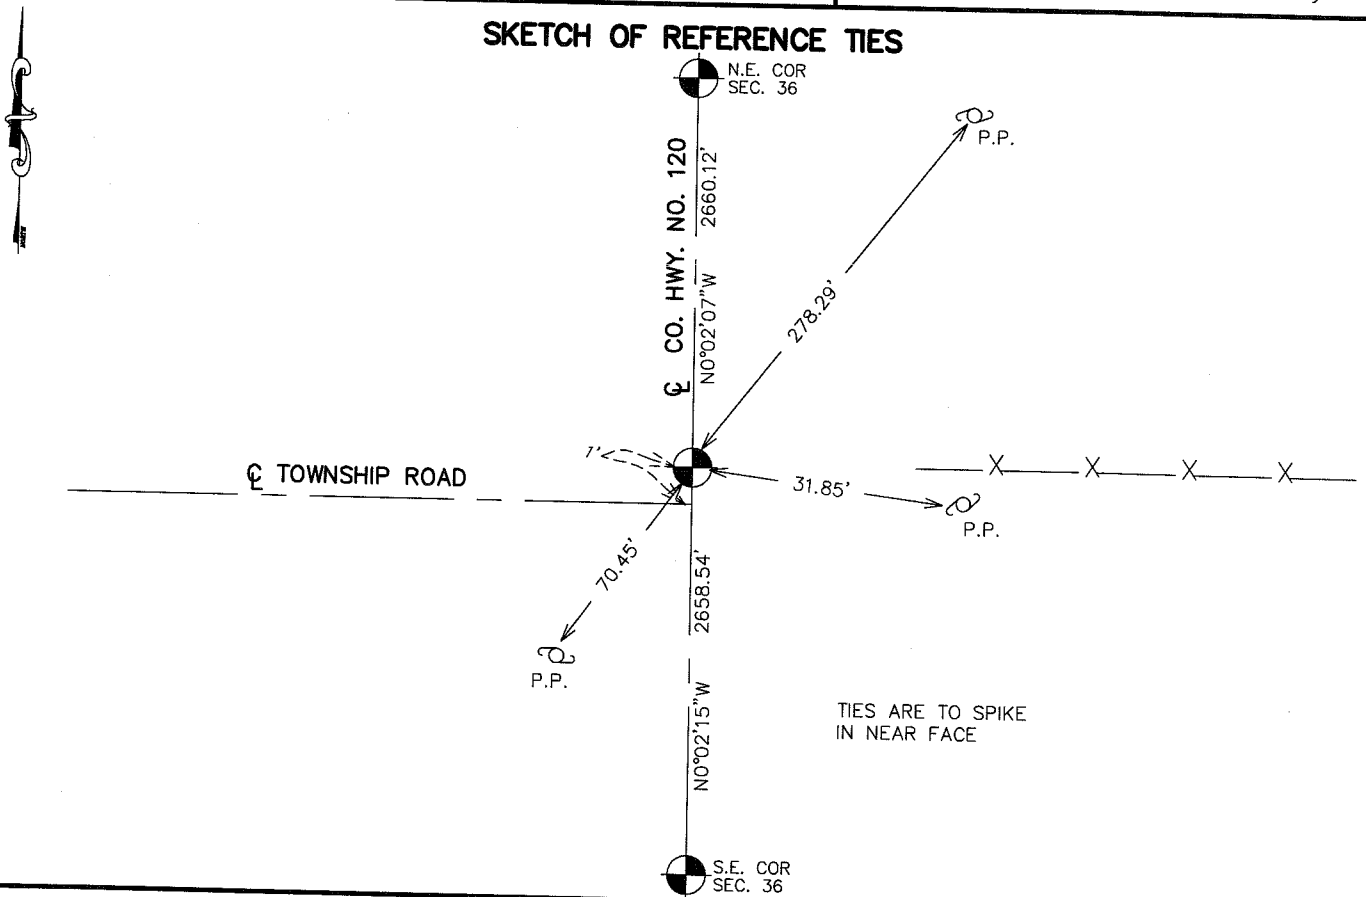 SKETCH OF REFERENCE TIES
N.E. COR
SEC. 36
P.P.
℄ CO. HWY. NO. 120
2660.12'
N0°02'07"W
278.29'
1'
℄ TOWNSHIP ROAD
31.85'
X X X X
P.P.
70.45'
2658.54'
P.P.
N0°02'15"W
TIES ARE TO SPIKE
IN NEAR FACE
S.E. COR
SEC. 36